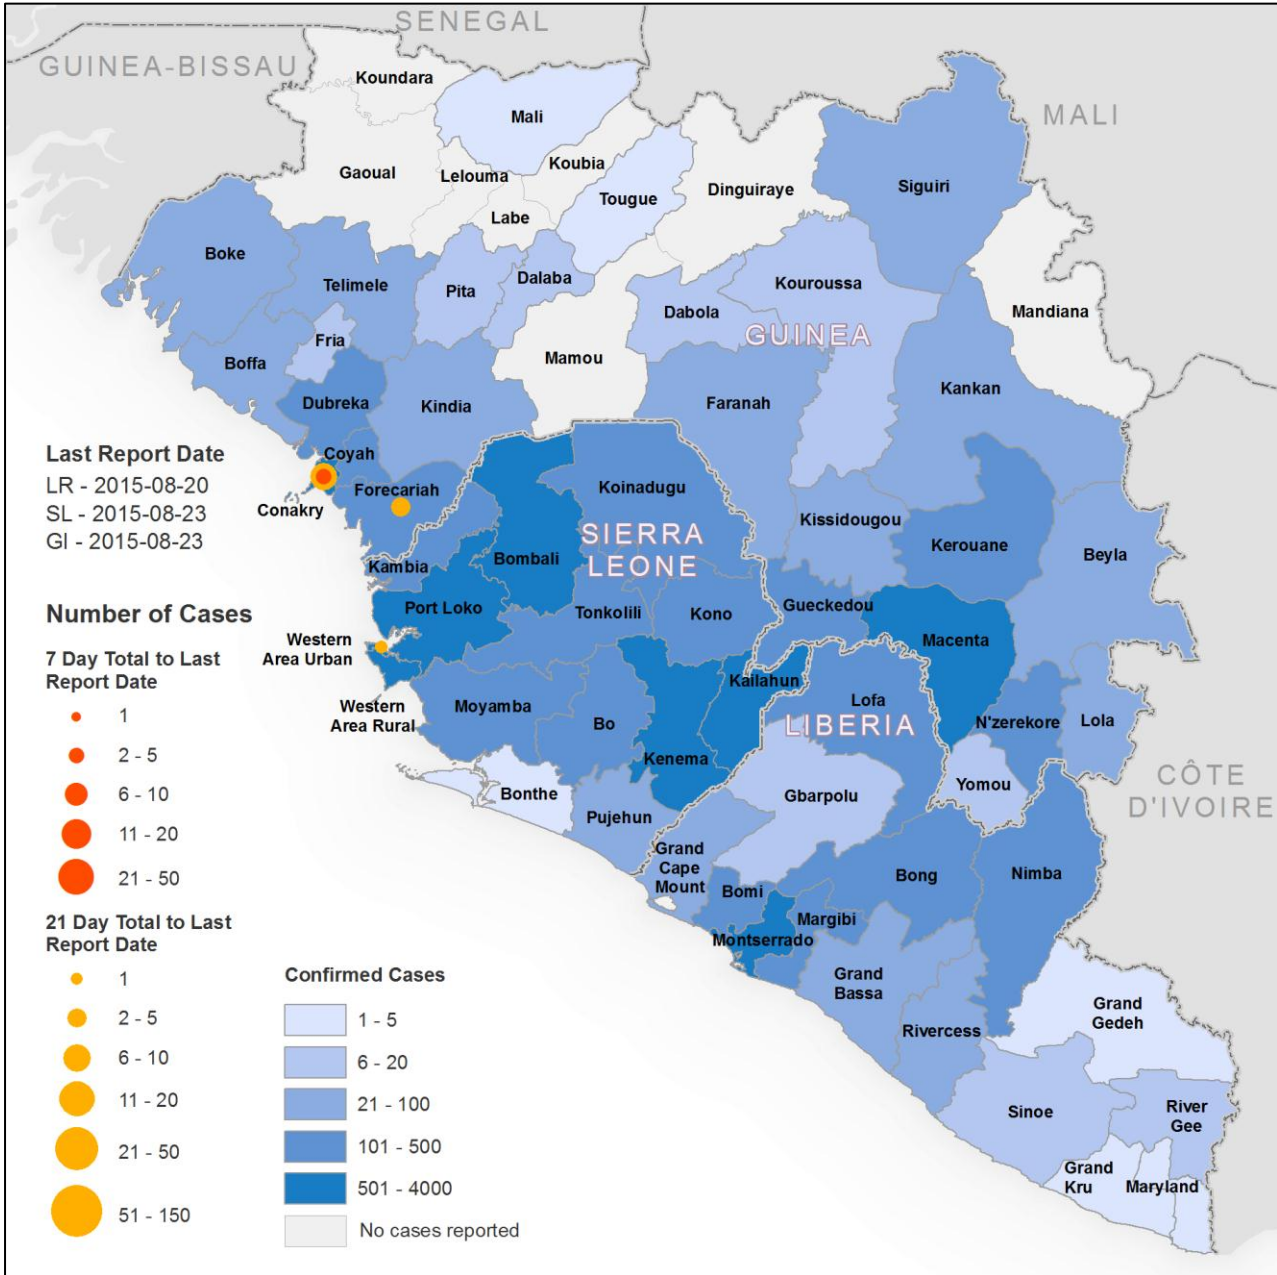 SENEGAL
GUINEA-BISSAU
Koundara
MALI
Mali
Koubia
Gaoual
Lelouma
Dinguiraye
Siguiri
Tougue
Labe
Boke
Telimele
Pita
Dalaba
Kouroussa
Dabola
Mandiana
GUINEA
Fria
Mamou
Boffa
Kankan
Dubreka
Kindia
Faranah
Last Report Date
LR - 2015-08-20
SL - 2015-08-23
GI - 2015-08-23
Coyah
Forecariah
Conakry
Koinadugu
Kissidougou
SIERRA
LEONE
Kerouane
Beyla
Bombali
Kambia
Port Loko
Tonkolili
Kono
Gueckedou
Macenta
Western
Area Urban
Western
Area Rural
Kailahun
Lofa
Moyamba
Bo
LIBERIA
N'zerekore
Lola
Kenema
Yomou
CÔTE
D'IVOIRE
Bonthe
Gbarpolu
Pujehun
Grand
Cape
Mount
Bong
Nimba
Bomi
Margibi
Montserrado
Grand
Bassa
Rivercess
Grand
Gedeh
Sinoe
River
Gee
Grand
Kru
Maryland
Number of Cases
7 Day Total to Last
Report Date
1
2 - 5
6 - 10
11 - 20
21 - 50
21 Day Total to Last
Report Date
1
2 - 5
6 - 10
11 - 20
21 - 50
51 - 150
Confirmed Cases
1 - 5
6 - 20
21 - 100
101 - 500
501 - 4000
No cases reported